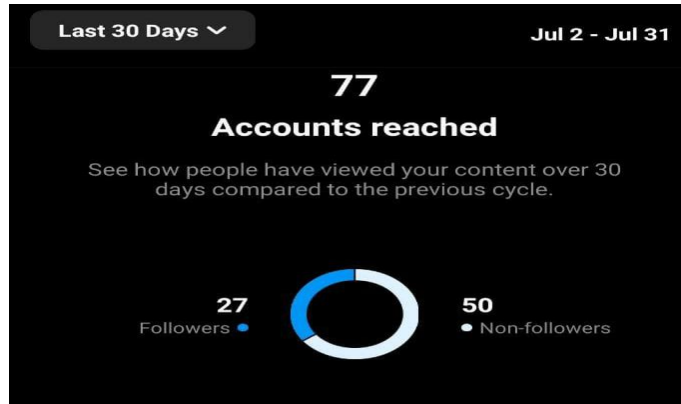 Last 30 Days
Jul 2 - Jul 31
77
Accounts reached
See how people have viewed your content over 30
days compared to the previous cycle.
27
Followers
50
Non-followers